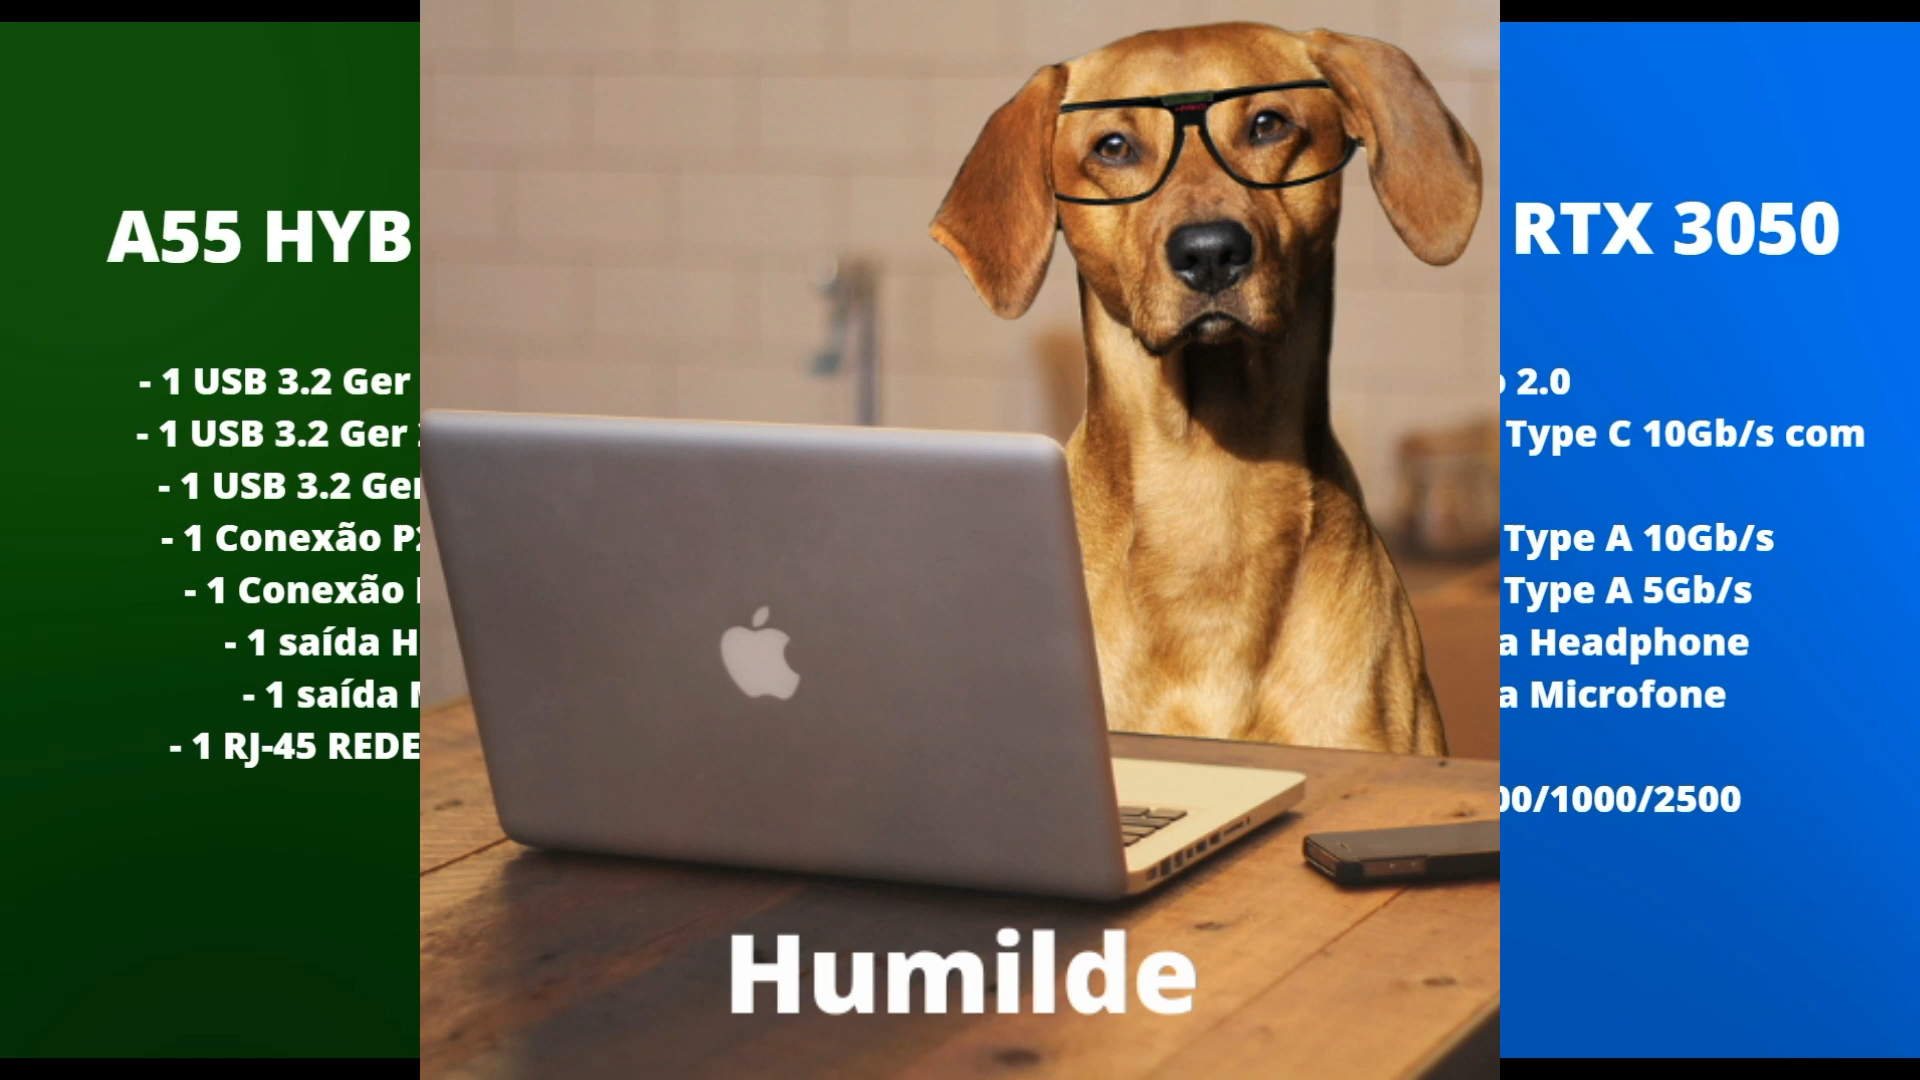 A55 HYB
- 1 USB 3.2 Ger
- 1 USB 3.2 Ger
- 1 USB 3.2 Ger
- 1 Conexão
- 1 Conexão
- 1 saída H
- 1 saída
- 1 RJ-45 REDE
Humilde
RTX 3050
2.0
Type C 10Gb/s com
Type A 10Gb/s
Type A 5Gb/s
a Headphone
a Microfone
00/1000/2500